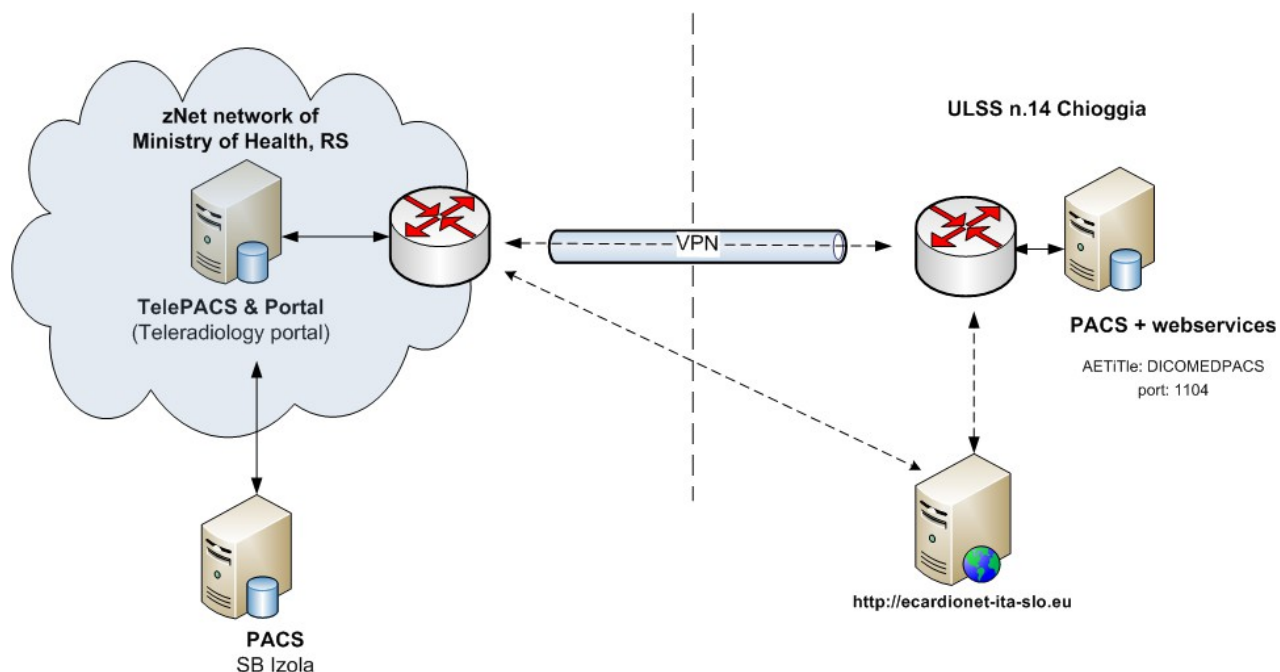 zNet network of
Ministry of Health, RS
TelePACS & Portal
(Teleradiology portal)
PACS
SB Izola
VPN
ULSS n.14 Chioggia
PACS + webservices
AETiTle: DICOMEDPACS
port: 1104
http://ecardionet-ita-slo.eu